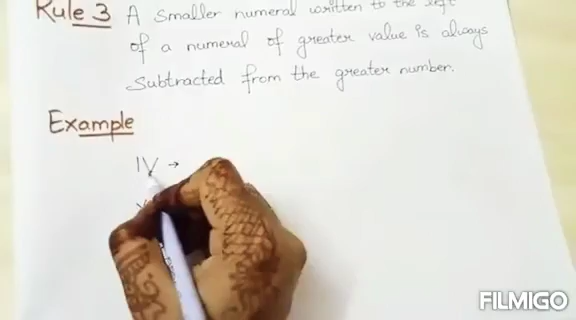 Rule 3 A smaller numeral written to the left
of a numeral of greater value is always
subtracted from the greater number.
Example
IV →
FILMIGO